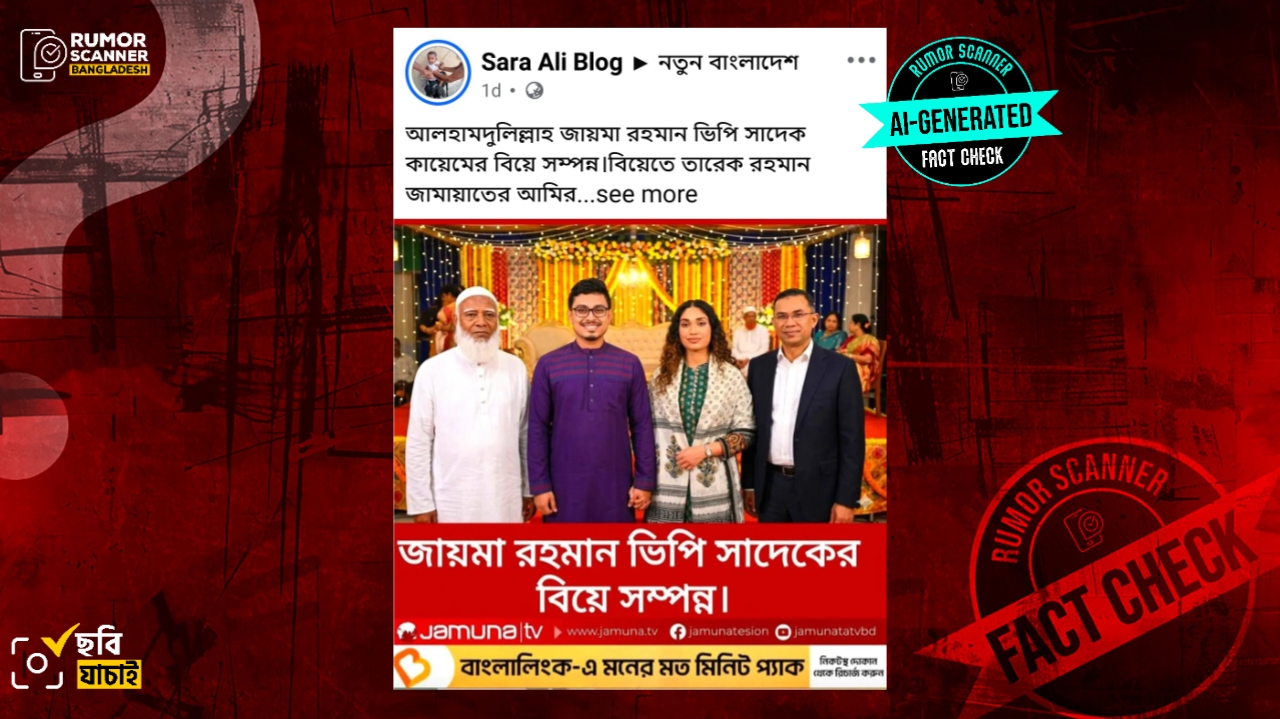 RUMOR
SCANNER
BANGLADESH
Sara Ali Blog ▶ নতুন বাংলাদেশ
1d
আলহামদুলিল্লাহ জায়মা রহমান ভিপি সাদেক
কায়েমের বিয়ে সম্পন্ন।বিয়েতে তারেক রহমান
জামায়াতের আমির...see more
RUMOR SCANNER
AI-GENERATED
FACT CHECK
জায়মা রহমান ভিপি সাদেকের
বিয়ে সম্পন্ন।
JAMUNA|tv www.jamuna.tv jamunatesion jamunatatvbd
বাংলালিংক-এ মনের মত মিনিট প্যাক
নিকটস্থ দোকান
থেকে রিচার্জ করুন
RUMOR SCANNER
FACT CHECK
ছবি
যাচাই